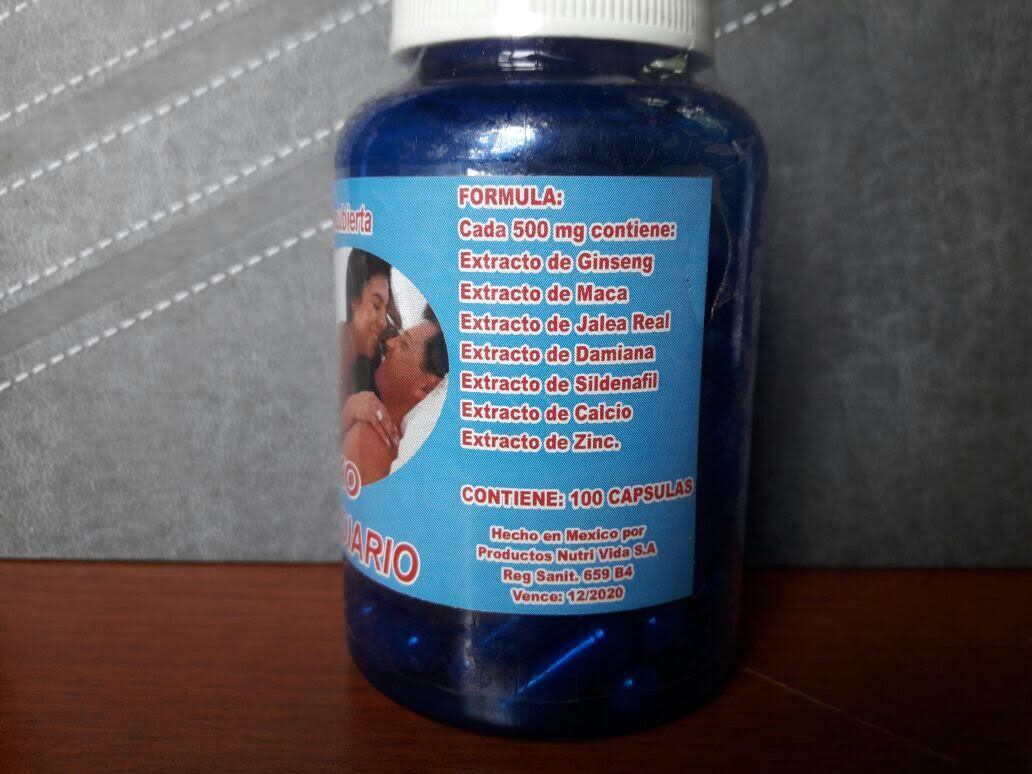 FORMULA:
Cada 500 mg contiene:
Extracto de Ginseng
Extracto de Maca
Extracto de Jalea Real
Extracto de Damiana
Extracto de Sildenafil
Extracto de Calcio
Extracto de Zinc.
CONTIENE: 100 CAPSULAS
Hecho en Mexico por
Productos Nutri Vida S.A
Reg Sanit. 659 B4
Vence: 12/2020